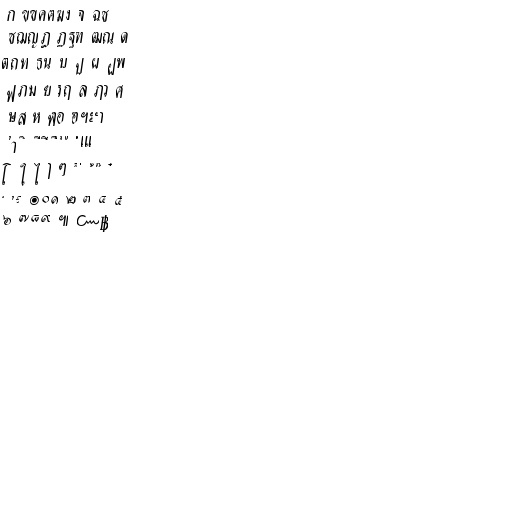 ก ขฃคฅฆง จ ฉช
ซฌญฎ ฏฐฑ ฒณ ด
ตถท ธน บ ป ผ ฝพ
ฟภม ย รฤ ล ฦว ศ
ษส ห ฬอ ฮฯะา
โ ใ ไ ๅ ๆ
๏๐๑ ๒ ๓ ๔ ๕
๖ ๗๘๙ ๚ ๛฿